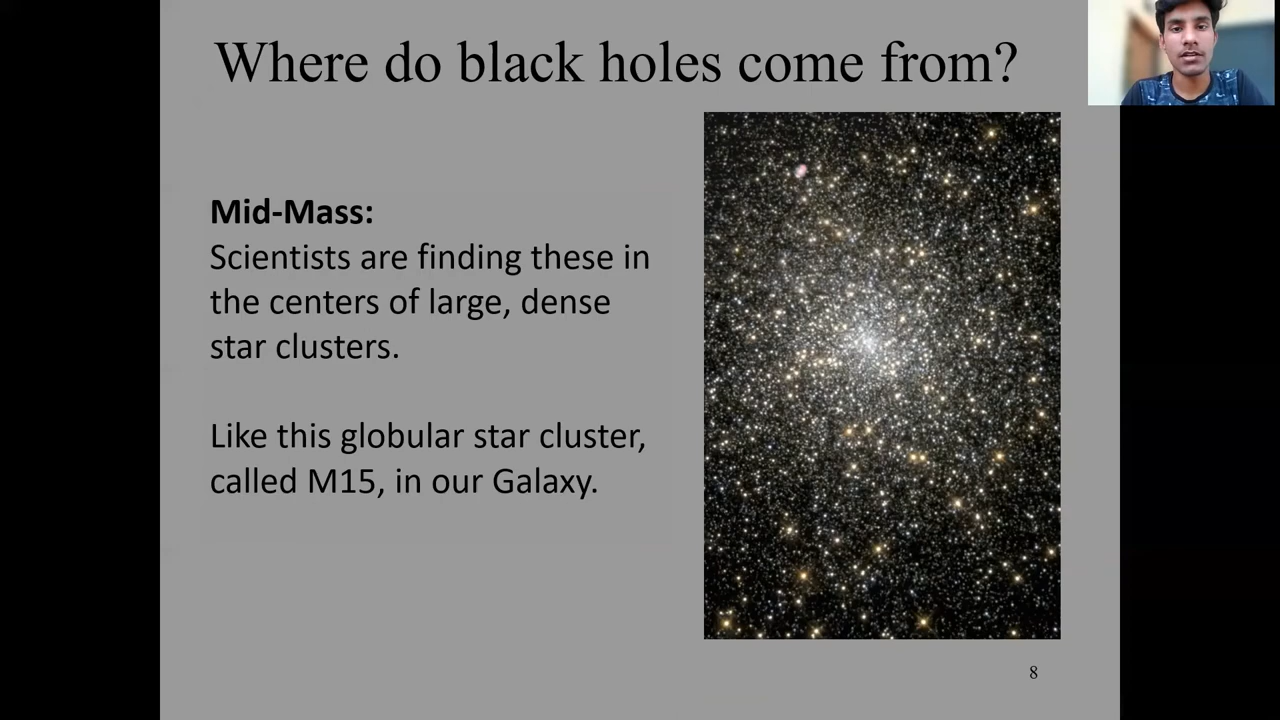 Where do black holes come from?
Mid-Mass:
Scientists are finding these in
the centers of large, dense
star clusters.
Like this globular star cluster,
called M15, in our Galaxy.
8